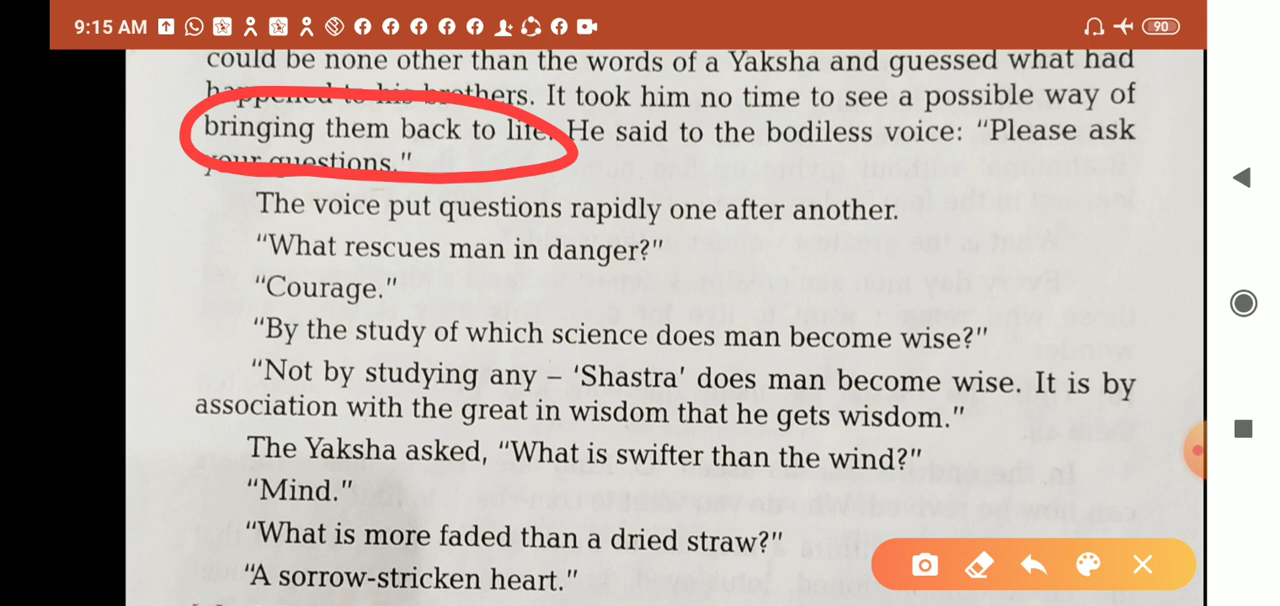 9:15 AM
90
could be none other than the words of a Yaksha and guessed what had
happened to his brothers. It took him no time to see a possible way of
bringing them back to life. He said to the bodiless voice: “Please ask
your questions.”
The voice put questions rapidly one after another.
“What rescues man in danger?”
“Courage.”
“By the study of which science does man become wise?”
“Not by studying any – ‘Shastra’ does man become wise. It is by
association with the great in wisdom that he gets wisdom.”
The Yaksha asked, “What is swifter than the wind?”
“Mind.”
“What is more faded than a dried straw?”
“A sorrow-stricken heart.”